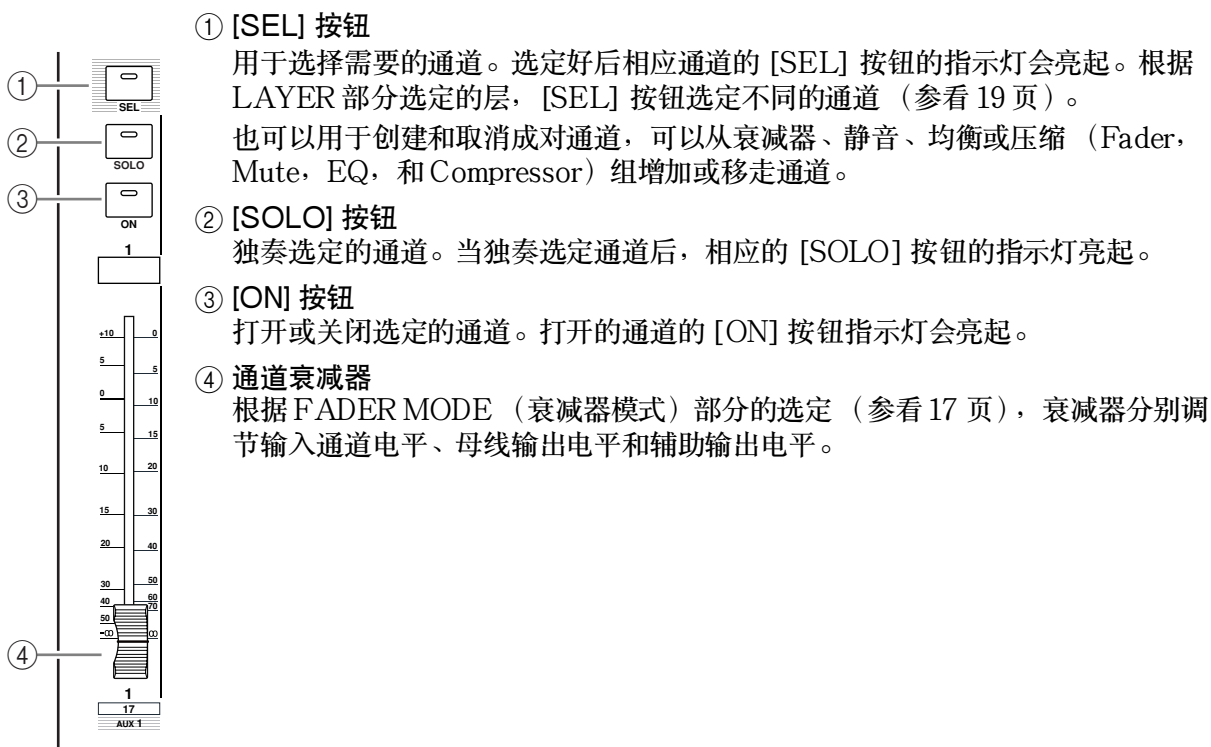 ① [SEL] 按钮
用于选择需要的通道。选定好后相应通道的 [SEL] 按钮的指示灯会亮起。根据
LAYER 部分选定的层，[SEL] 按钮选定不同的通道 （参看 19 页）。
也可以用于创建和取消成对通道，可以从衰减器、静音、均衡或压缩 （Fader，
Mute，EQ，和 Compressor）组增加或移走通道。
② [SOLO] 按钮
独奏选定的通道。当独奏选定通道后，相应的 [SOLO] 按钮的指示灯亮起。
③ [ON] 按钮
打开或关闭选定的通道。打开的通道的 [ON] 按钮指示灯会亮起。
④ 通道衰减器
根据 FADER MODE （衰减器模式）部分的选定 （参看 17 页），衰减器分别调
节输入通道电平、母线输出电平和辅助输出电平。
①
SEL
②
SOLO
③
ON
1
+10 0
5 5
0 10
5 15
10 20
15 30
20 40
30 50
40 60
70
50
-∞ ∞
④
1
17
AUX 1